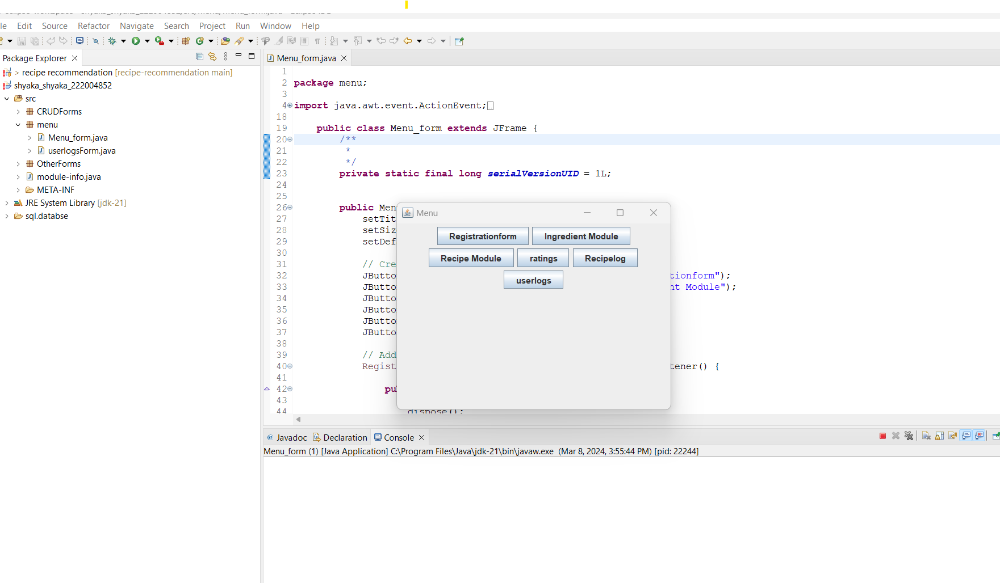 le Edit Source Refactor Navigate Search Project Run Window Help
Package Explorer
> recipe recommendation [recipe-recommendation main]
shyaka_shyaka_222004852
src
CRUDForms
menu
Menu_form.java
userlogsForm.java
OtherForms
module-info.java
META-INF
JRE System Library [jdk-21]
sql.databse
Menu_form.java
1
2 package menu;
3
4 import java.awt.event.ActionEvent;
18
19 public class Menu_form extends JFrame {
20 /**
21 *
22 */
23 private static final long serialVersionUID = 1L;
24
25
26 public Men
27 setTit
28 setSiz
29 setDef
30
31 // Cre
32 JButto tionform");
33 JButto nt Module");
34 JButto
35 JButto
36 JButto
37 JButto
38
39 // Add
40 Regist tener() {
41
42 pu
43
44 dispose();
Menu
Registrationform Ingredient Module
Recipe Module ratings Recipelog
userlogs
@ Javadoc Declaration Console
Menu_form (1) [Java Application] C:\Program Files\Java\jdk-21\bin\javaw.exe (Mar 8, 2024, 3:55:44 PM) [pid: 22244]